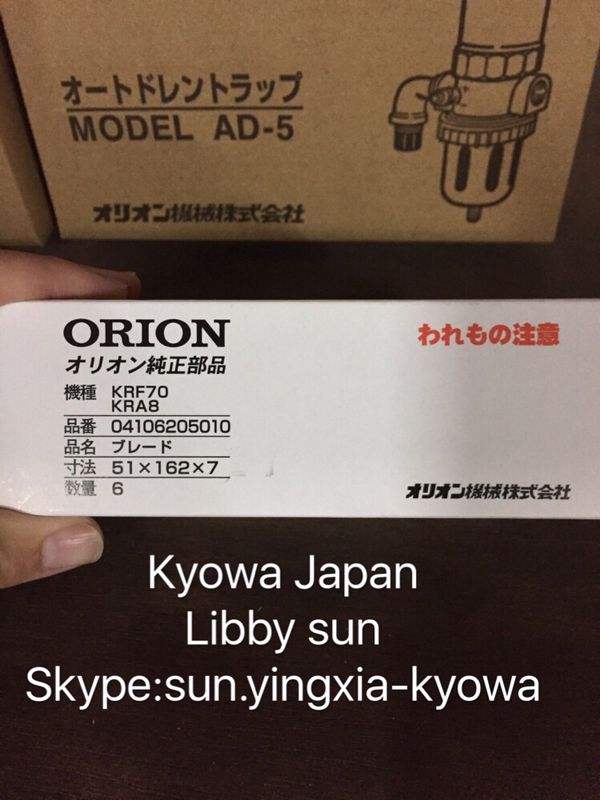 オートドレントラップ
MODEL AD-5
オリオン機械株式会社
ORION
オリオン純正部品
われもの注意
機種 KRF70
KRA8
品番 04106205010
品名 ブレード
寸法 51×162×7
数量 6
オリオン機械株式会社
Kyowa Japan
Libby sun
Skype:sun.yingxia-kyowa